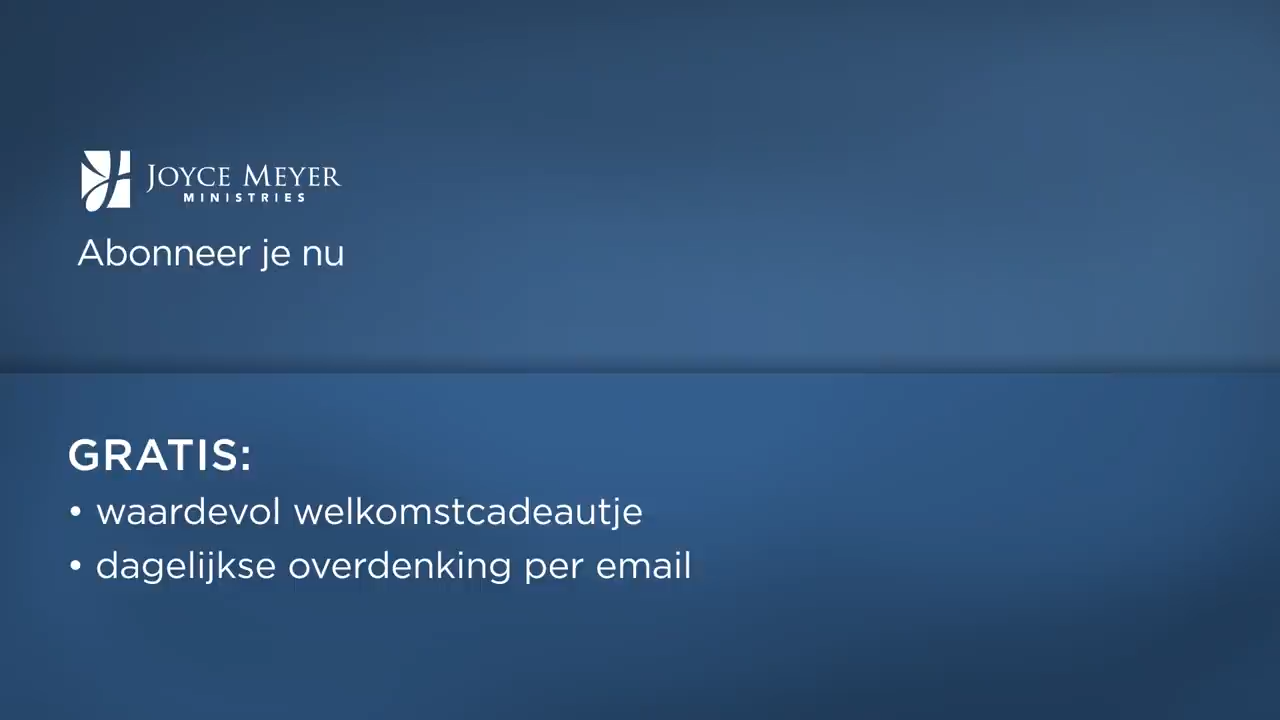 JOYCE MEYER
MINISTRIES
Abonneer je nu
GRATIS:
• waardevol welkomstcadeautje
• dagelijkse overdenking per email